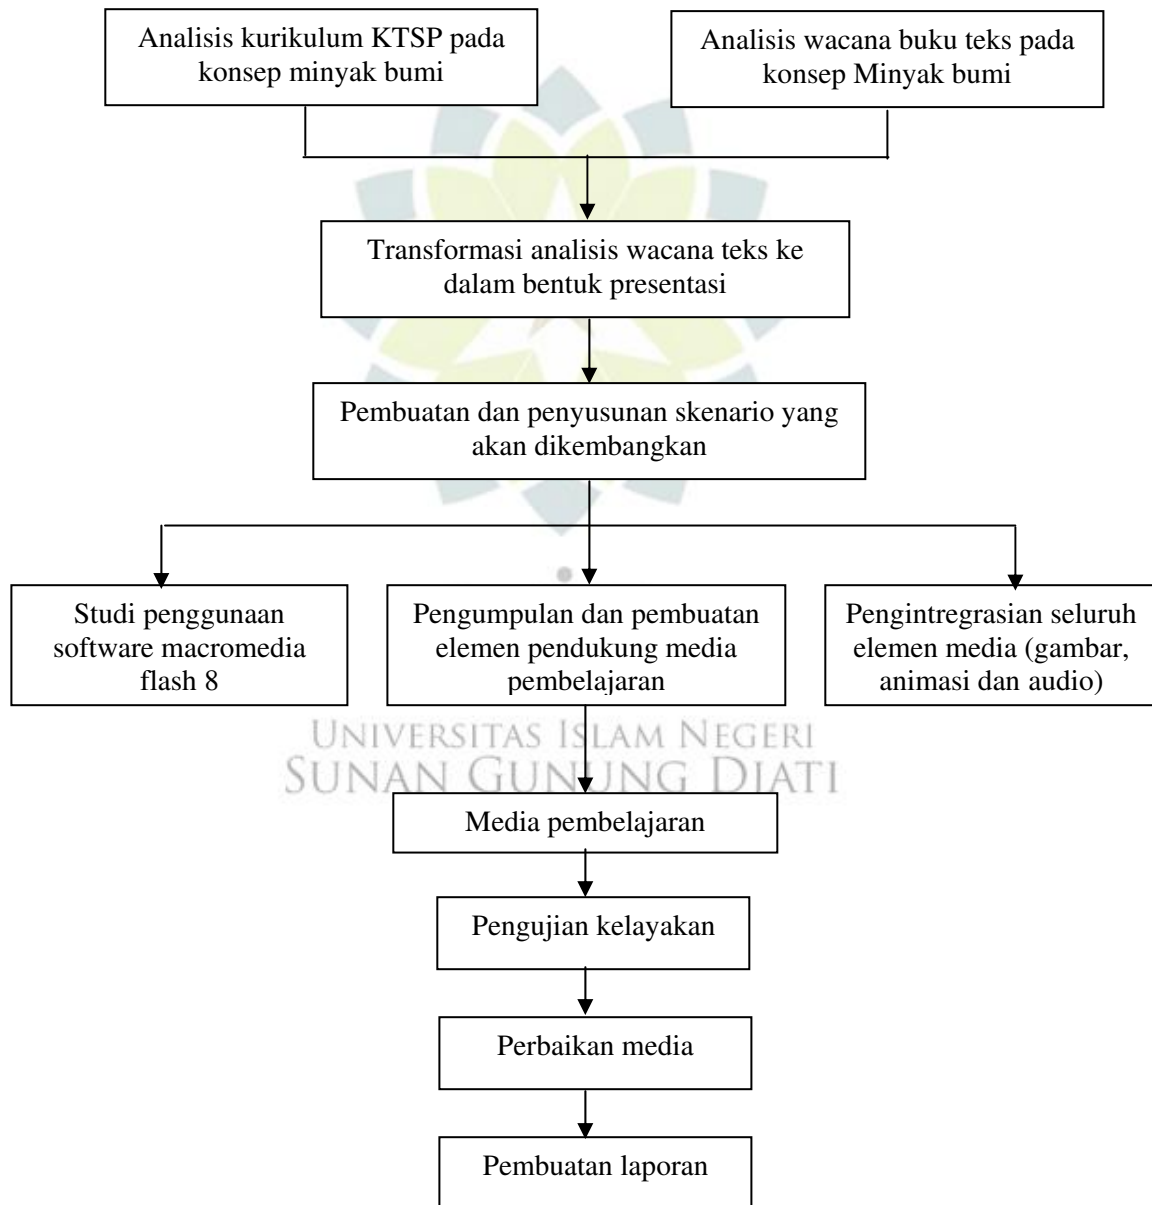 Analisis kurikulum KTSP pada
konsep minyak bumi
Analisis wacana buku teks pada
konsep Minyak bumi
Transformasi analisis wacana teks ke
dalam bentuk presentasi
Pembuatan dan penyusunan skenario yang
akan dikembangkan
Studi penggunaan
software macromedia
flash 8
Pengumpulan dan pembuatan
elemen pendukung media
pembelajaran
Pengintregrasian seluruh
elemen media (gambar,
animasi dan audio)
UNIVERSITAS ISLAM NEGERI
SUNAN GUNUNG DJATI
Media pembelajaran
Pengujian kelayakan
Perbaikan media
Pembuatan laporan